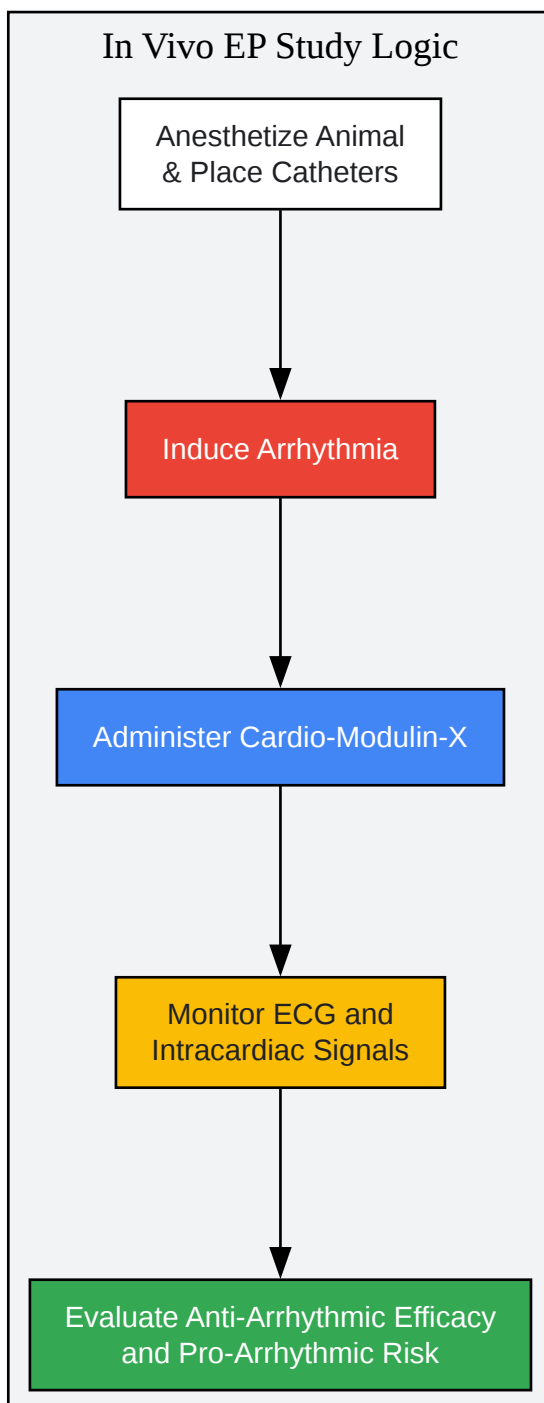 In Vivo EP Study Logic
Anesthetize Animal
& Place Catheters
Induce Arrhythmia
Administer Cardio-Modulin-X
Monitor ECG and
Intracardiac Signals
Evaluate Anti-Arrhythmic Efficacy
and Pro-Arrhythmic Risk